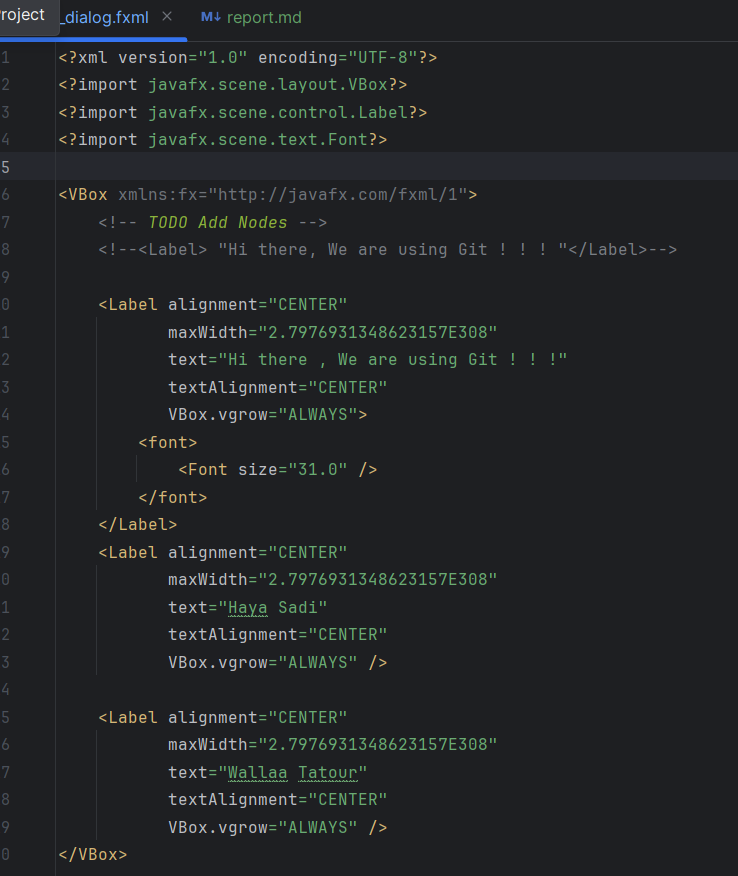 Project
_dialog.fxml × M↓ report.md
1 <?xml version="1.0" encoding="UTF-8"?>
2 <?import javafx.scene.layout.VBox?>
3 <?import javafx.scene.control.Label?>
4 <?import javafx.scene.text.Font?>
5
6 <VBox xmlns:fx="http://javafx.com/fxml/1">
7     <!-- TODO Add Nodes -->
8     <!--<Label> "Hi there, We are using Git ! ! ! "</Label>-->
9
0     <Label alignment="CENTER"
1            maxWidth="2.7976931348623157E308"
2            text="Hi there , We are using Git ! ! !"
3            textAlignment="CENTER"
4            VBox.vgrow="ALWAYS">
5         <font>
6             <Font size="31.0" />
7         </font>
8     </Label>
9     <Label alignment="CENTER"
0            maxWidth="2.7976931348623157E308"
1            text="Haya Sadi"
2            textAlignment="CENTER"
3            VBox.vgrow="ALWAYS" />
4
5     <Label alignment="CENTER"
6            maxWidth="2.7976931348623157E308"
7            text="Wallaa Tatour"
8            textAlignment="CENTER"
9            VBox.vgrow="ALWAYS" />
0 </VBox>